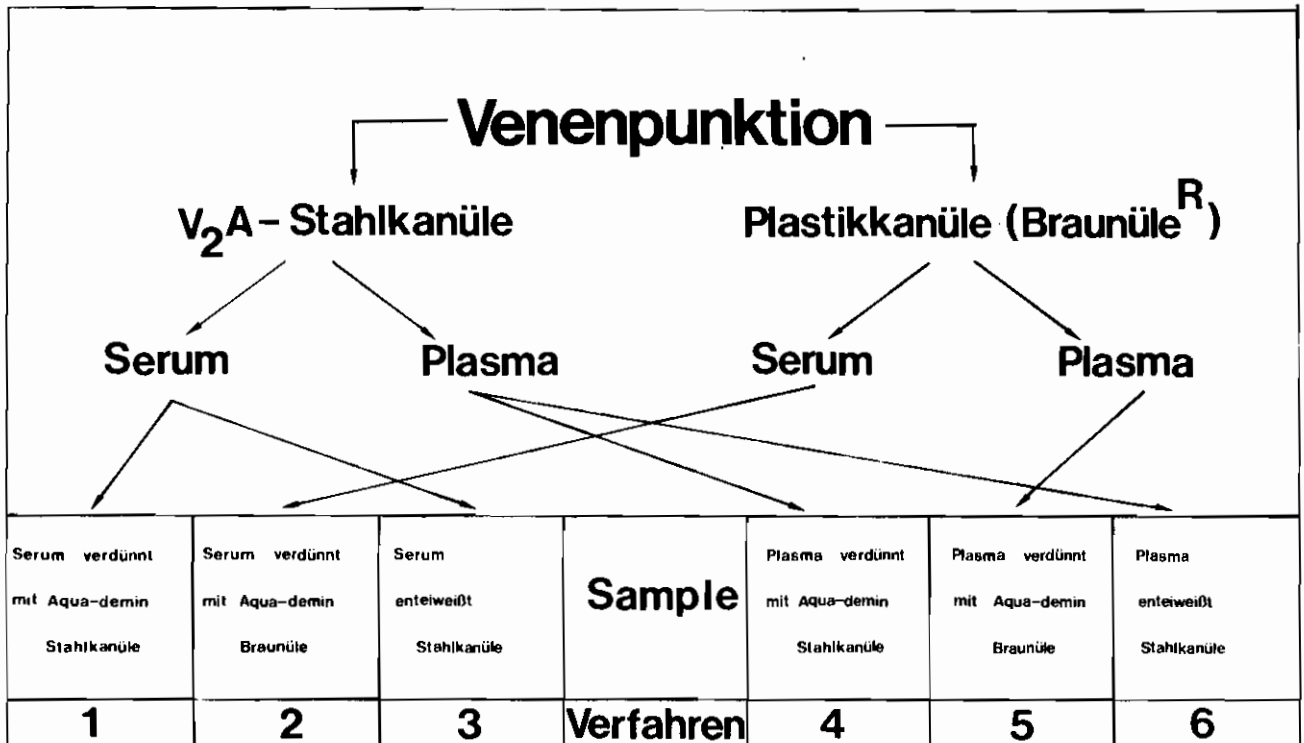 Venenpunktion
V2A – Stahlkanüle
Plastikkanüle (Braunüle R)
Serum
Plasma
Serum
Plasma
Serum verdünnt
mit Aqua-demin
Stahlkanüle
Serum verdünnt
mit Aqua-demin
Braunüle
Serum
enteiweißt
Stahlkanüle
Sample
Plasma verdünnt
mit Aqua-demin
Stahlkanüle
Plasma verdünnt
mit Aqua-demin
Braunüle
Plasma
enteiweißt
Stahlkanüle
1 2 3 Verfahren 4 5 6